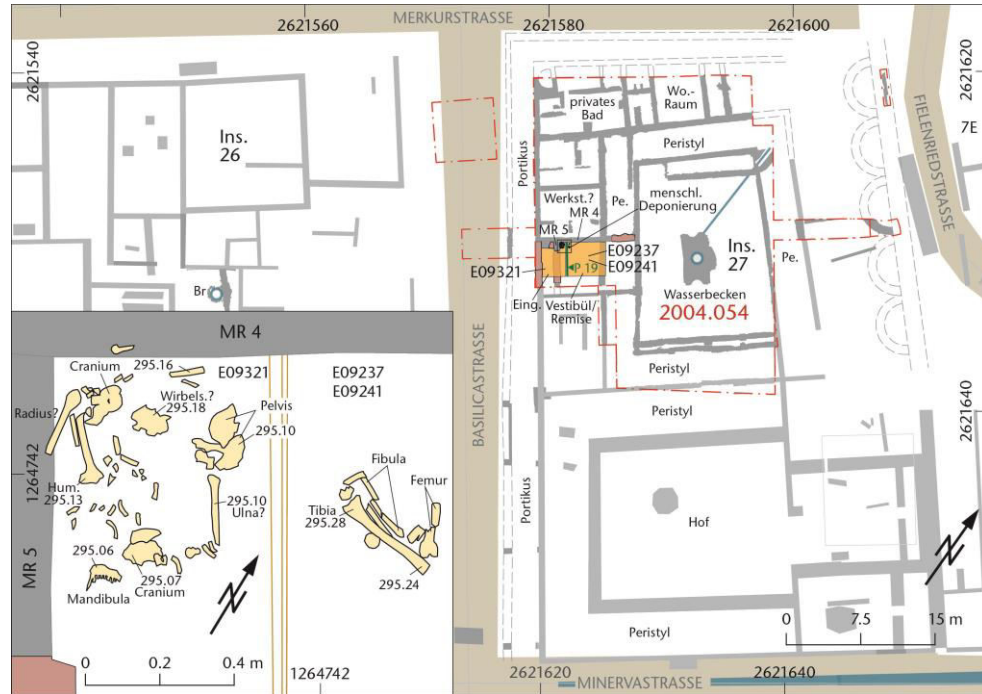 MERKURSTRASSE
2621560
2621580
2621600
2621540
2621620
7E
FIELENRIEDSTRASSE
Ins.
26
privates
Bad
Wo.-
Raum
Peristyl
Portikus
Werkst.?
MR 4
Pe.
menschl.
Deponierung
MR 5
E09237
E09241
E09321
P 19
Ins.
27
Pe.
Br
Eing.
Vestibül/
Remise
Wasserbecken
2004.054
BASILICASTRASSE
Peristyl
Peristyl
2621640
Portikus
Hof
Peristyl
0 7.5 15 m
2621620
2621640
MINERVASTRASSE
MR 4
Cranium
295.16
E09321
E09237
E09241
Radius?
Wirbels.?
295.18
Pelvis
295.10
1264742
Hum.
295.13
Fibula
Femur
Tibia
295.28
295.10
Ulna?
MR 5
295.06
295.07
Mandibula
Cranium
295.24
0 0.2 0.4 m
1264742